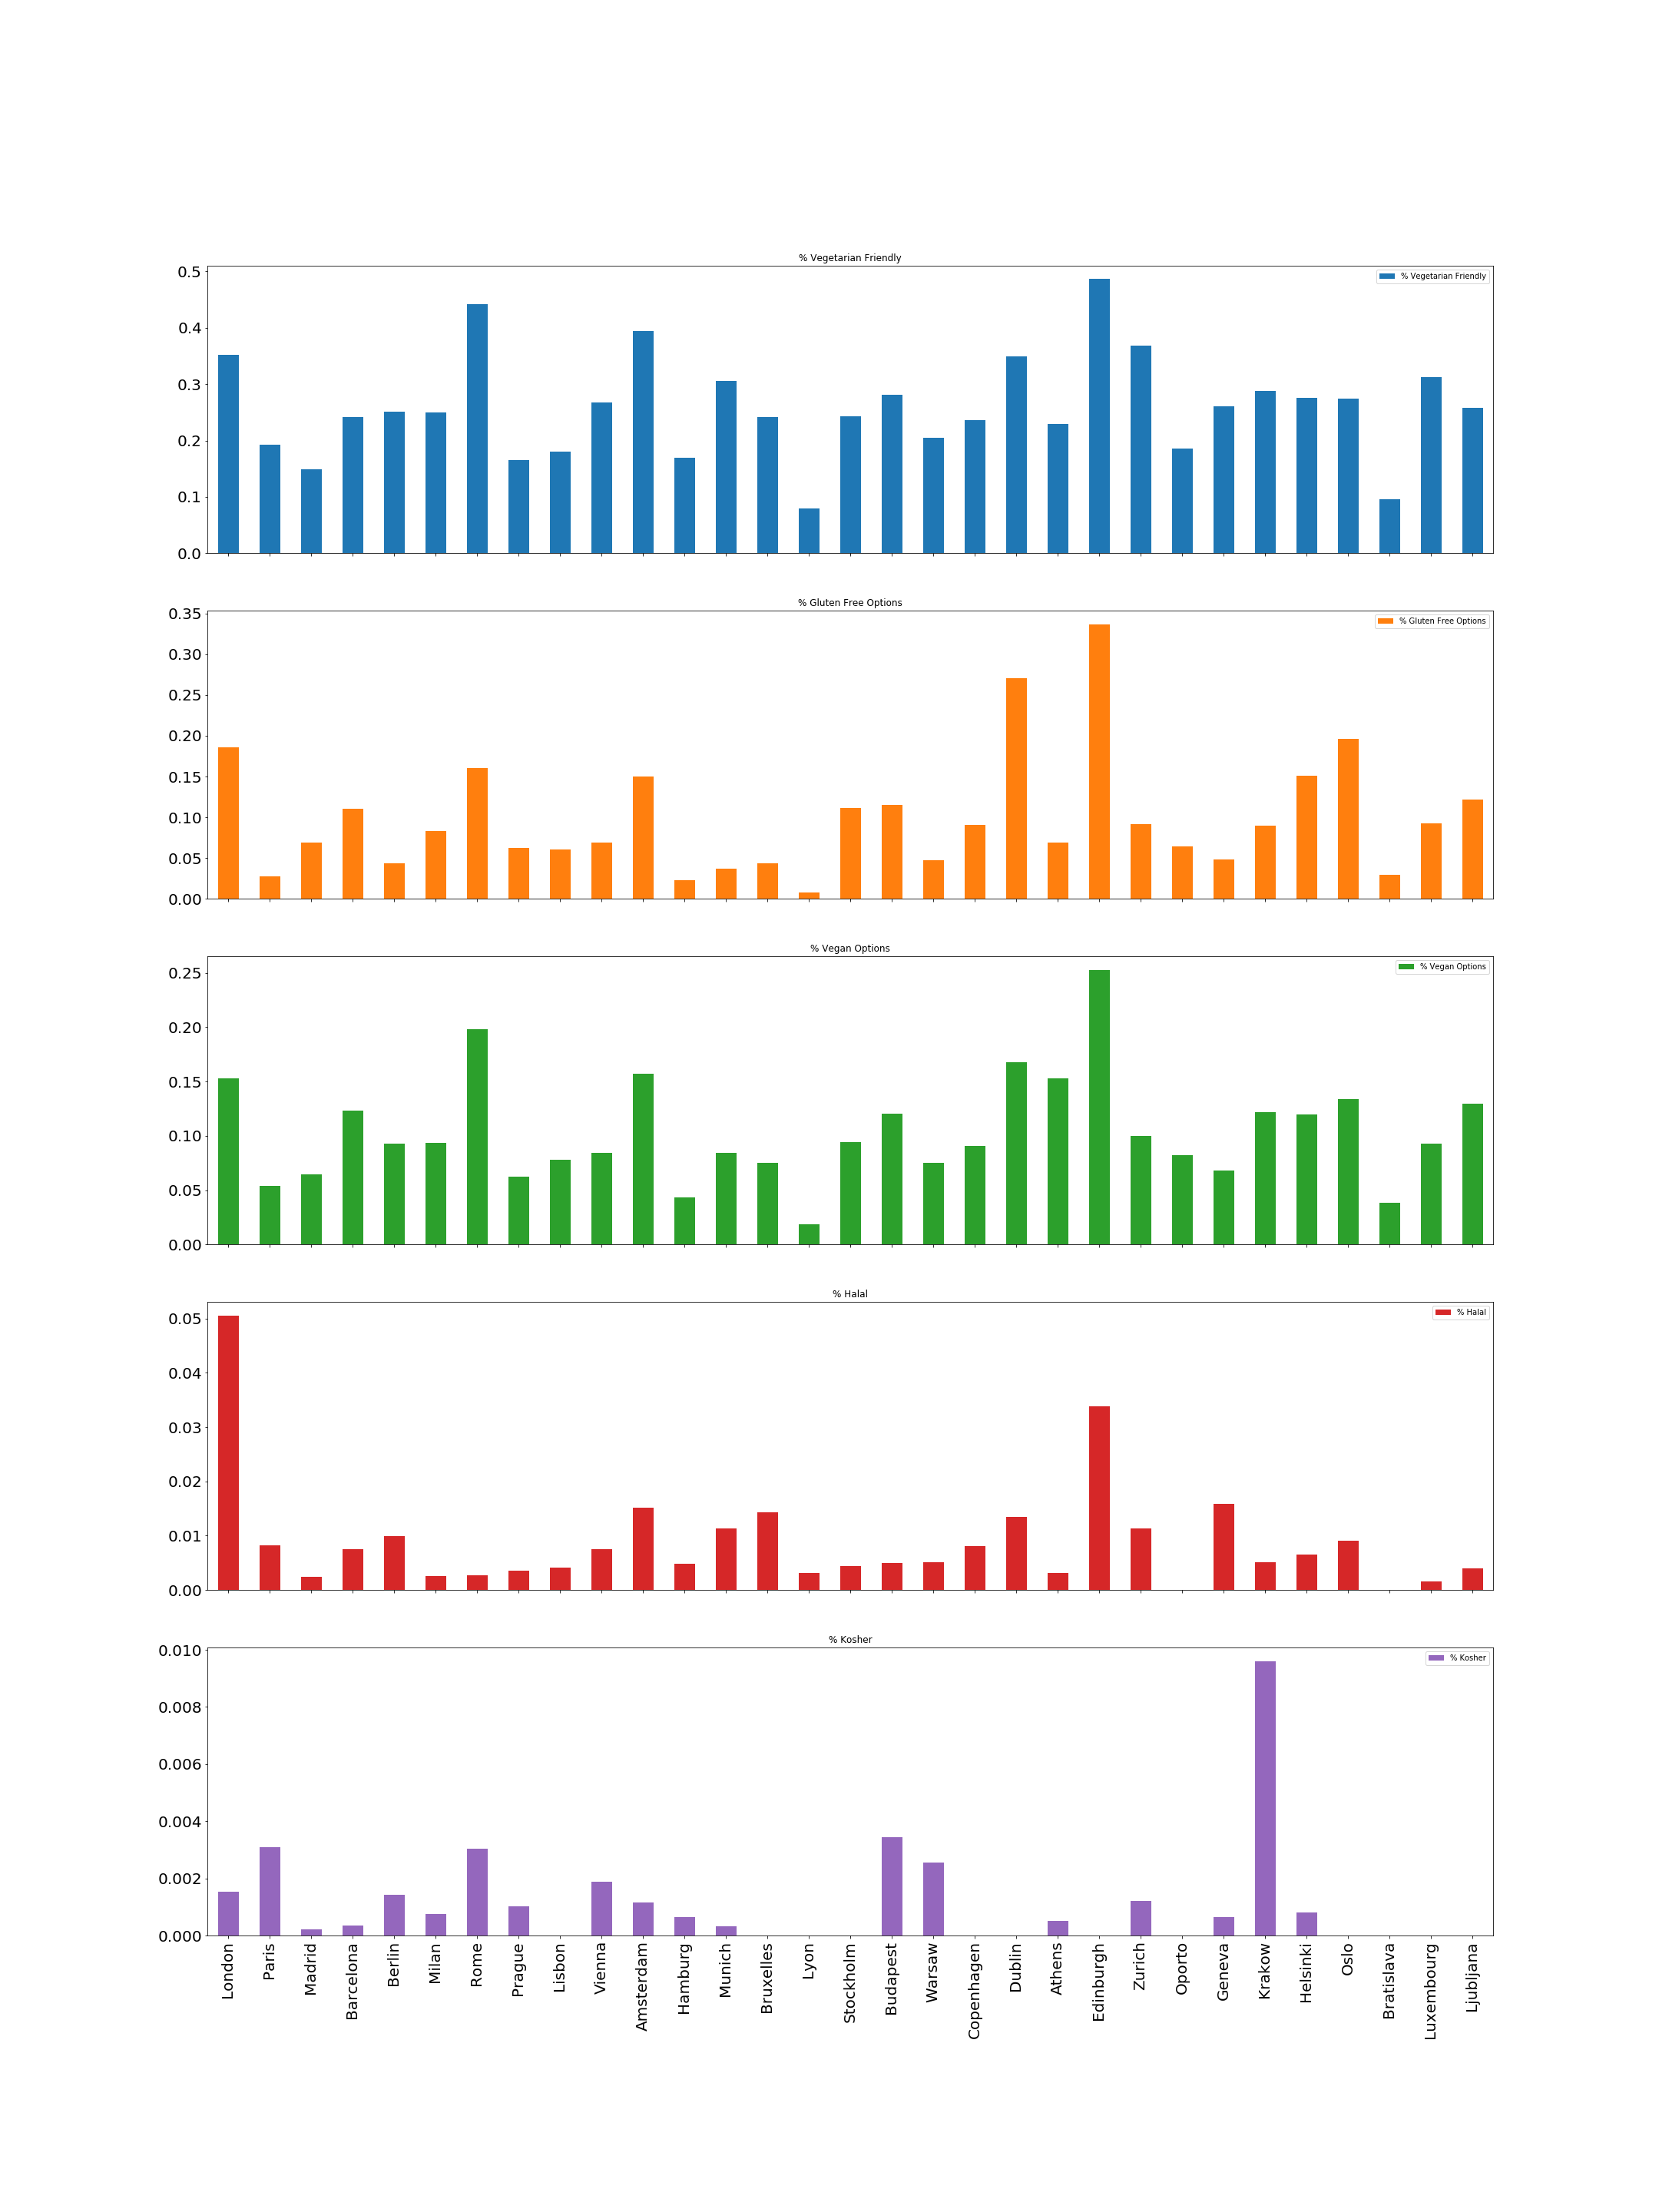 % Vegetarian Friendly
% Vegetarian Friendly
0.5
0.4
0.3
0.2
0.1
0.0
% Gluten Free Options
% Gluten Free Options
0.35
0.30
0.25
0.20
0.15
0.10
0.05
0.00
% Vegan Options
% Vegan Options
0.25
0.20
0.15
0.10
0.05
0.00
% Halal
% Halal
0.05
0.04
0.03
0.02
0.01
0.00
% Kosher
% Kosher
0.010
0.008
0.006
0.004
0.002
0.000
London
Paris
Madrid
Barcelona
Berlin
Milan
Rome
Prague
Lisbon
Vienna
Amsterdam
Hamburg
Munich
Bruxelles
Lyon
Stockholm
Budapest
Warsaw
Copenhagen
Dublin
Athens
Edinburgh
Zurich
Oporto
Geneva
Krakow
Helsinki
Oslo
Bratislava
Luxembourg
Ljubljana